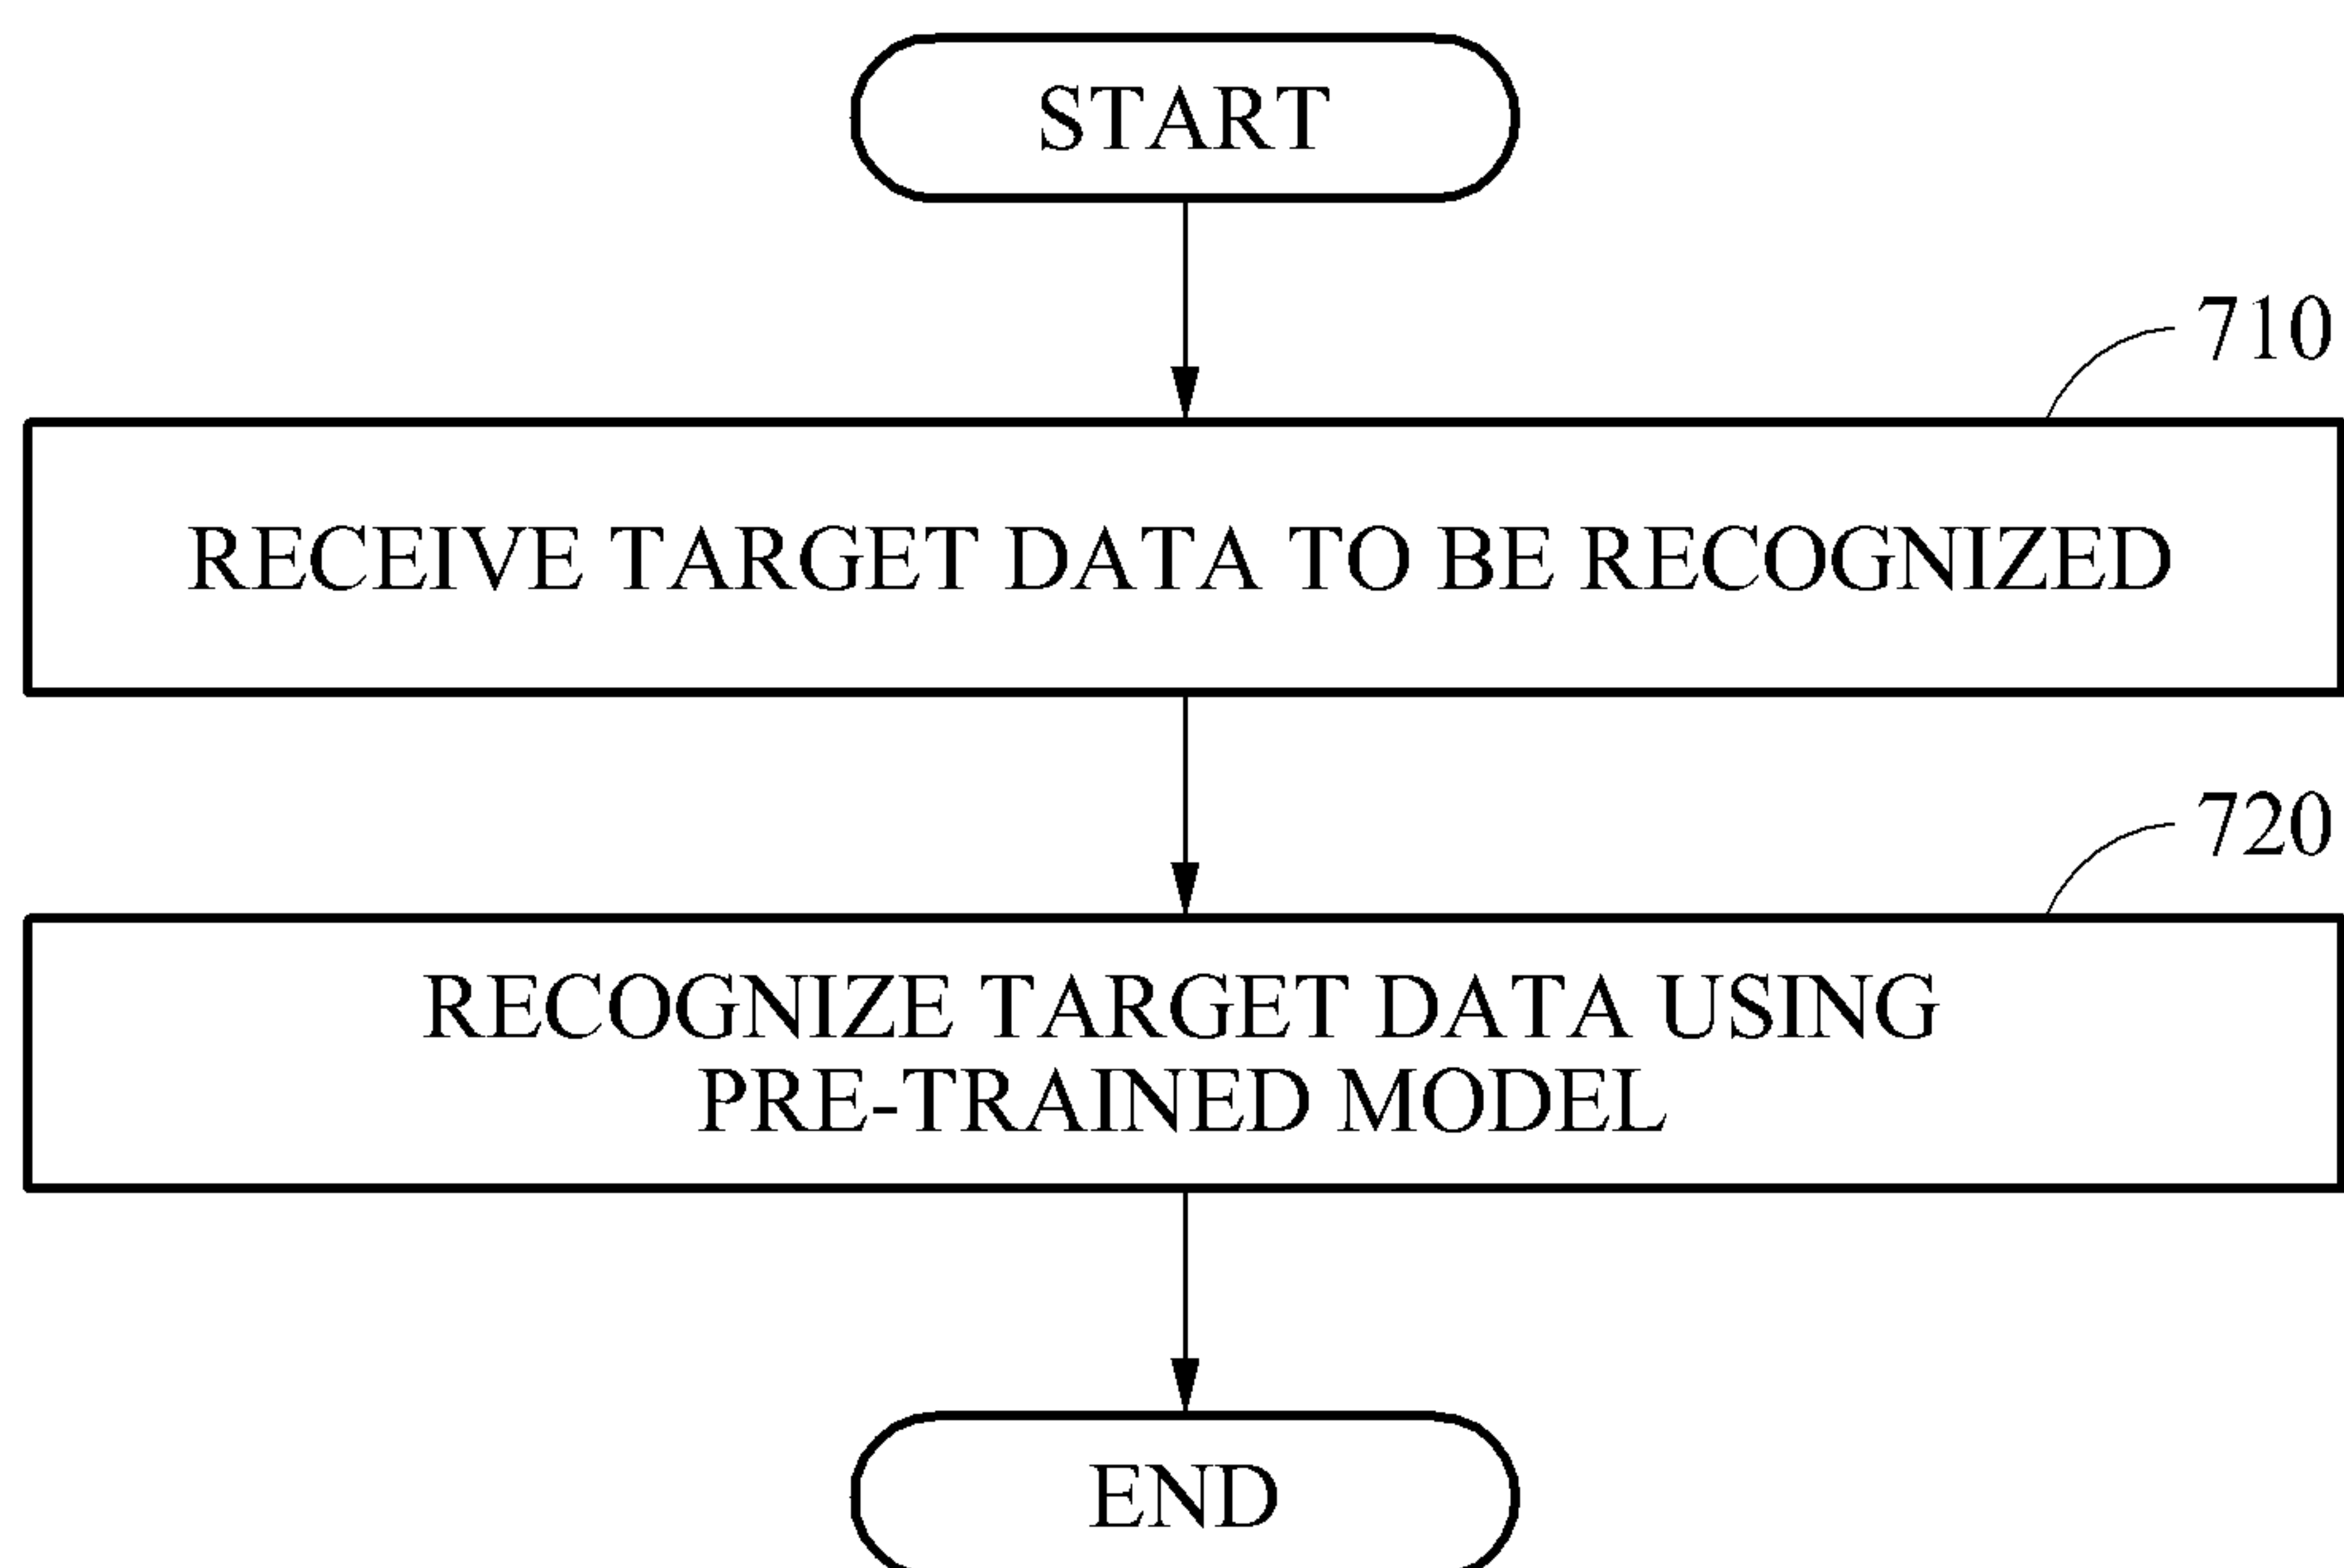 START
710
RECEIVE TARGET DATA TO BE RECOGNIZED
720
RECOGNIZE TARGET DATA USING
PRE-TRAINED MODEL
END